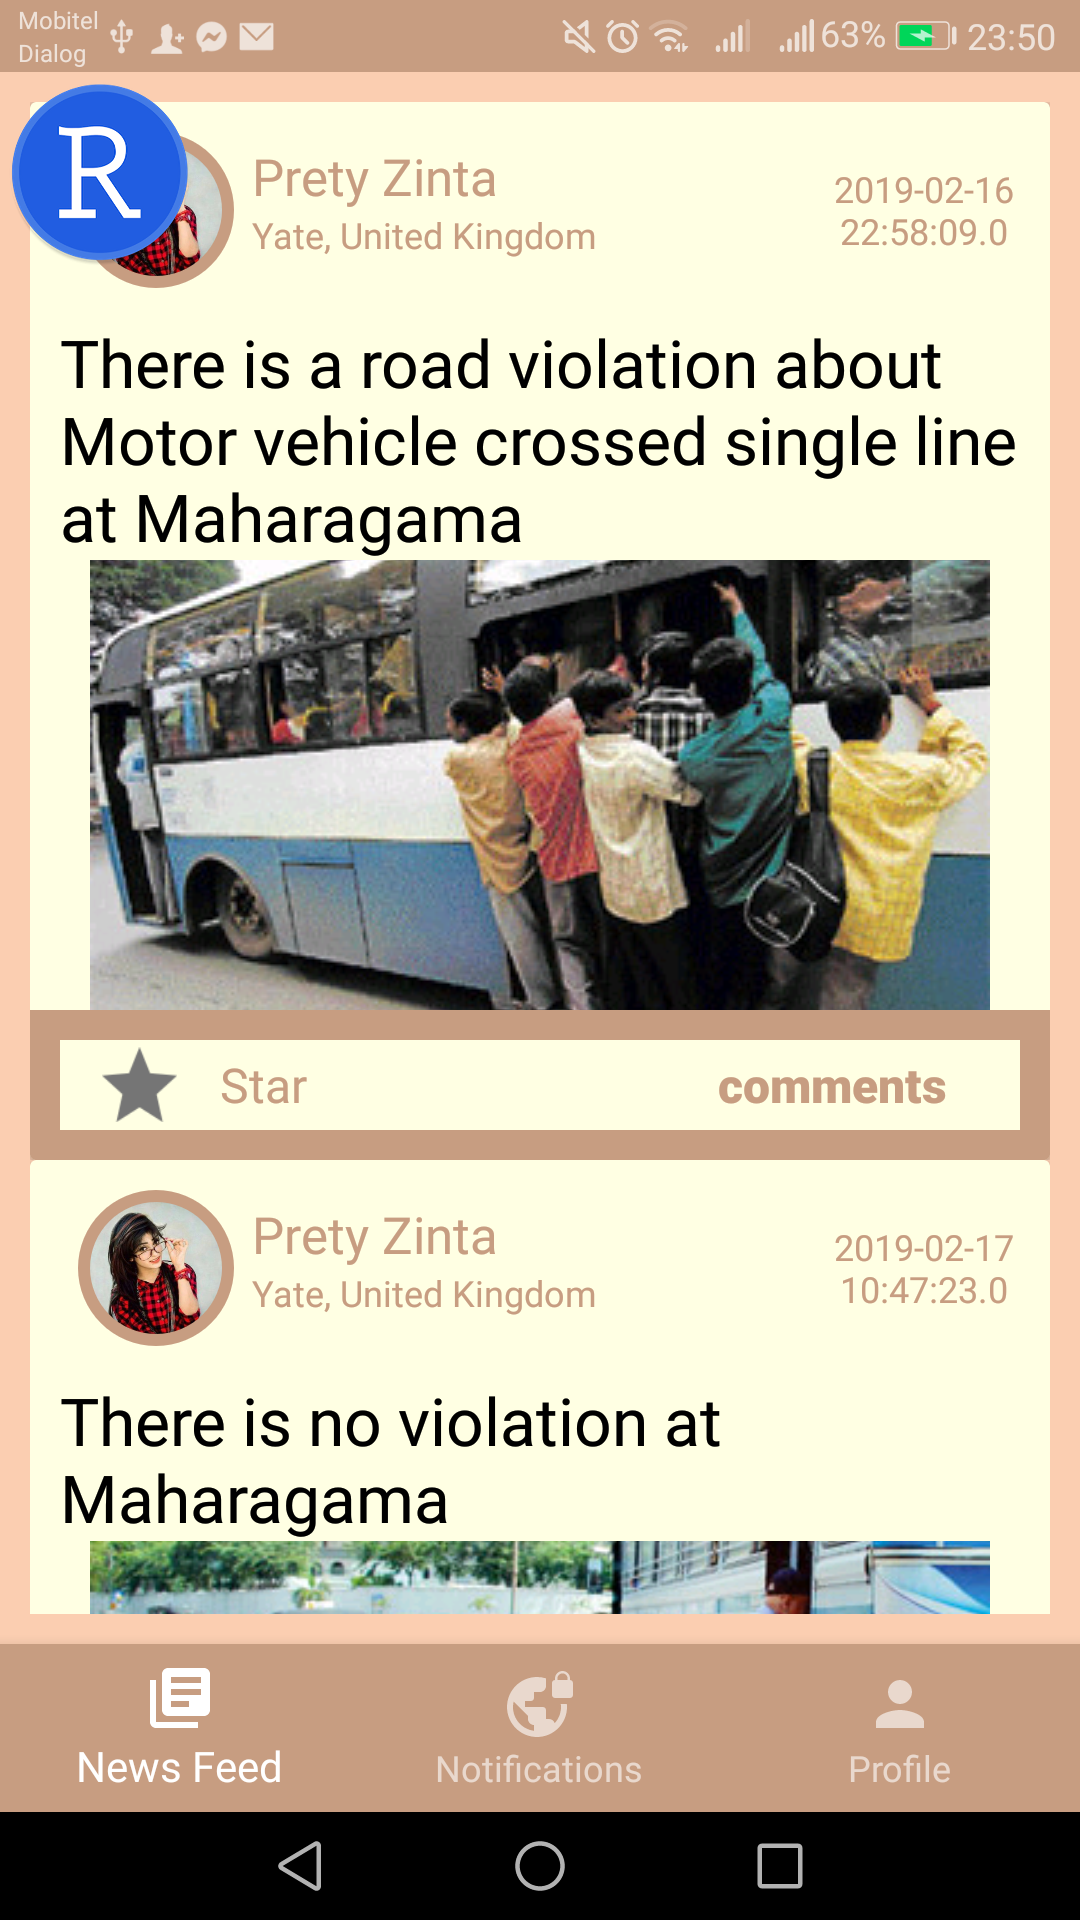 Mobitel
Dialog
63%
23:50
R
Prety Zinta
Yate, United Kingdom
2019-02-16
22:58:09.0
There is a road violation about
Motor vehicle crossed single line
at Maharagama
Star
comments
Prety Zinta
Yate, United Kingdom
2019-02-17
10:47:23.0
There is no violation at
Maharagama
News Feed
Notifications
Profile